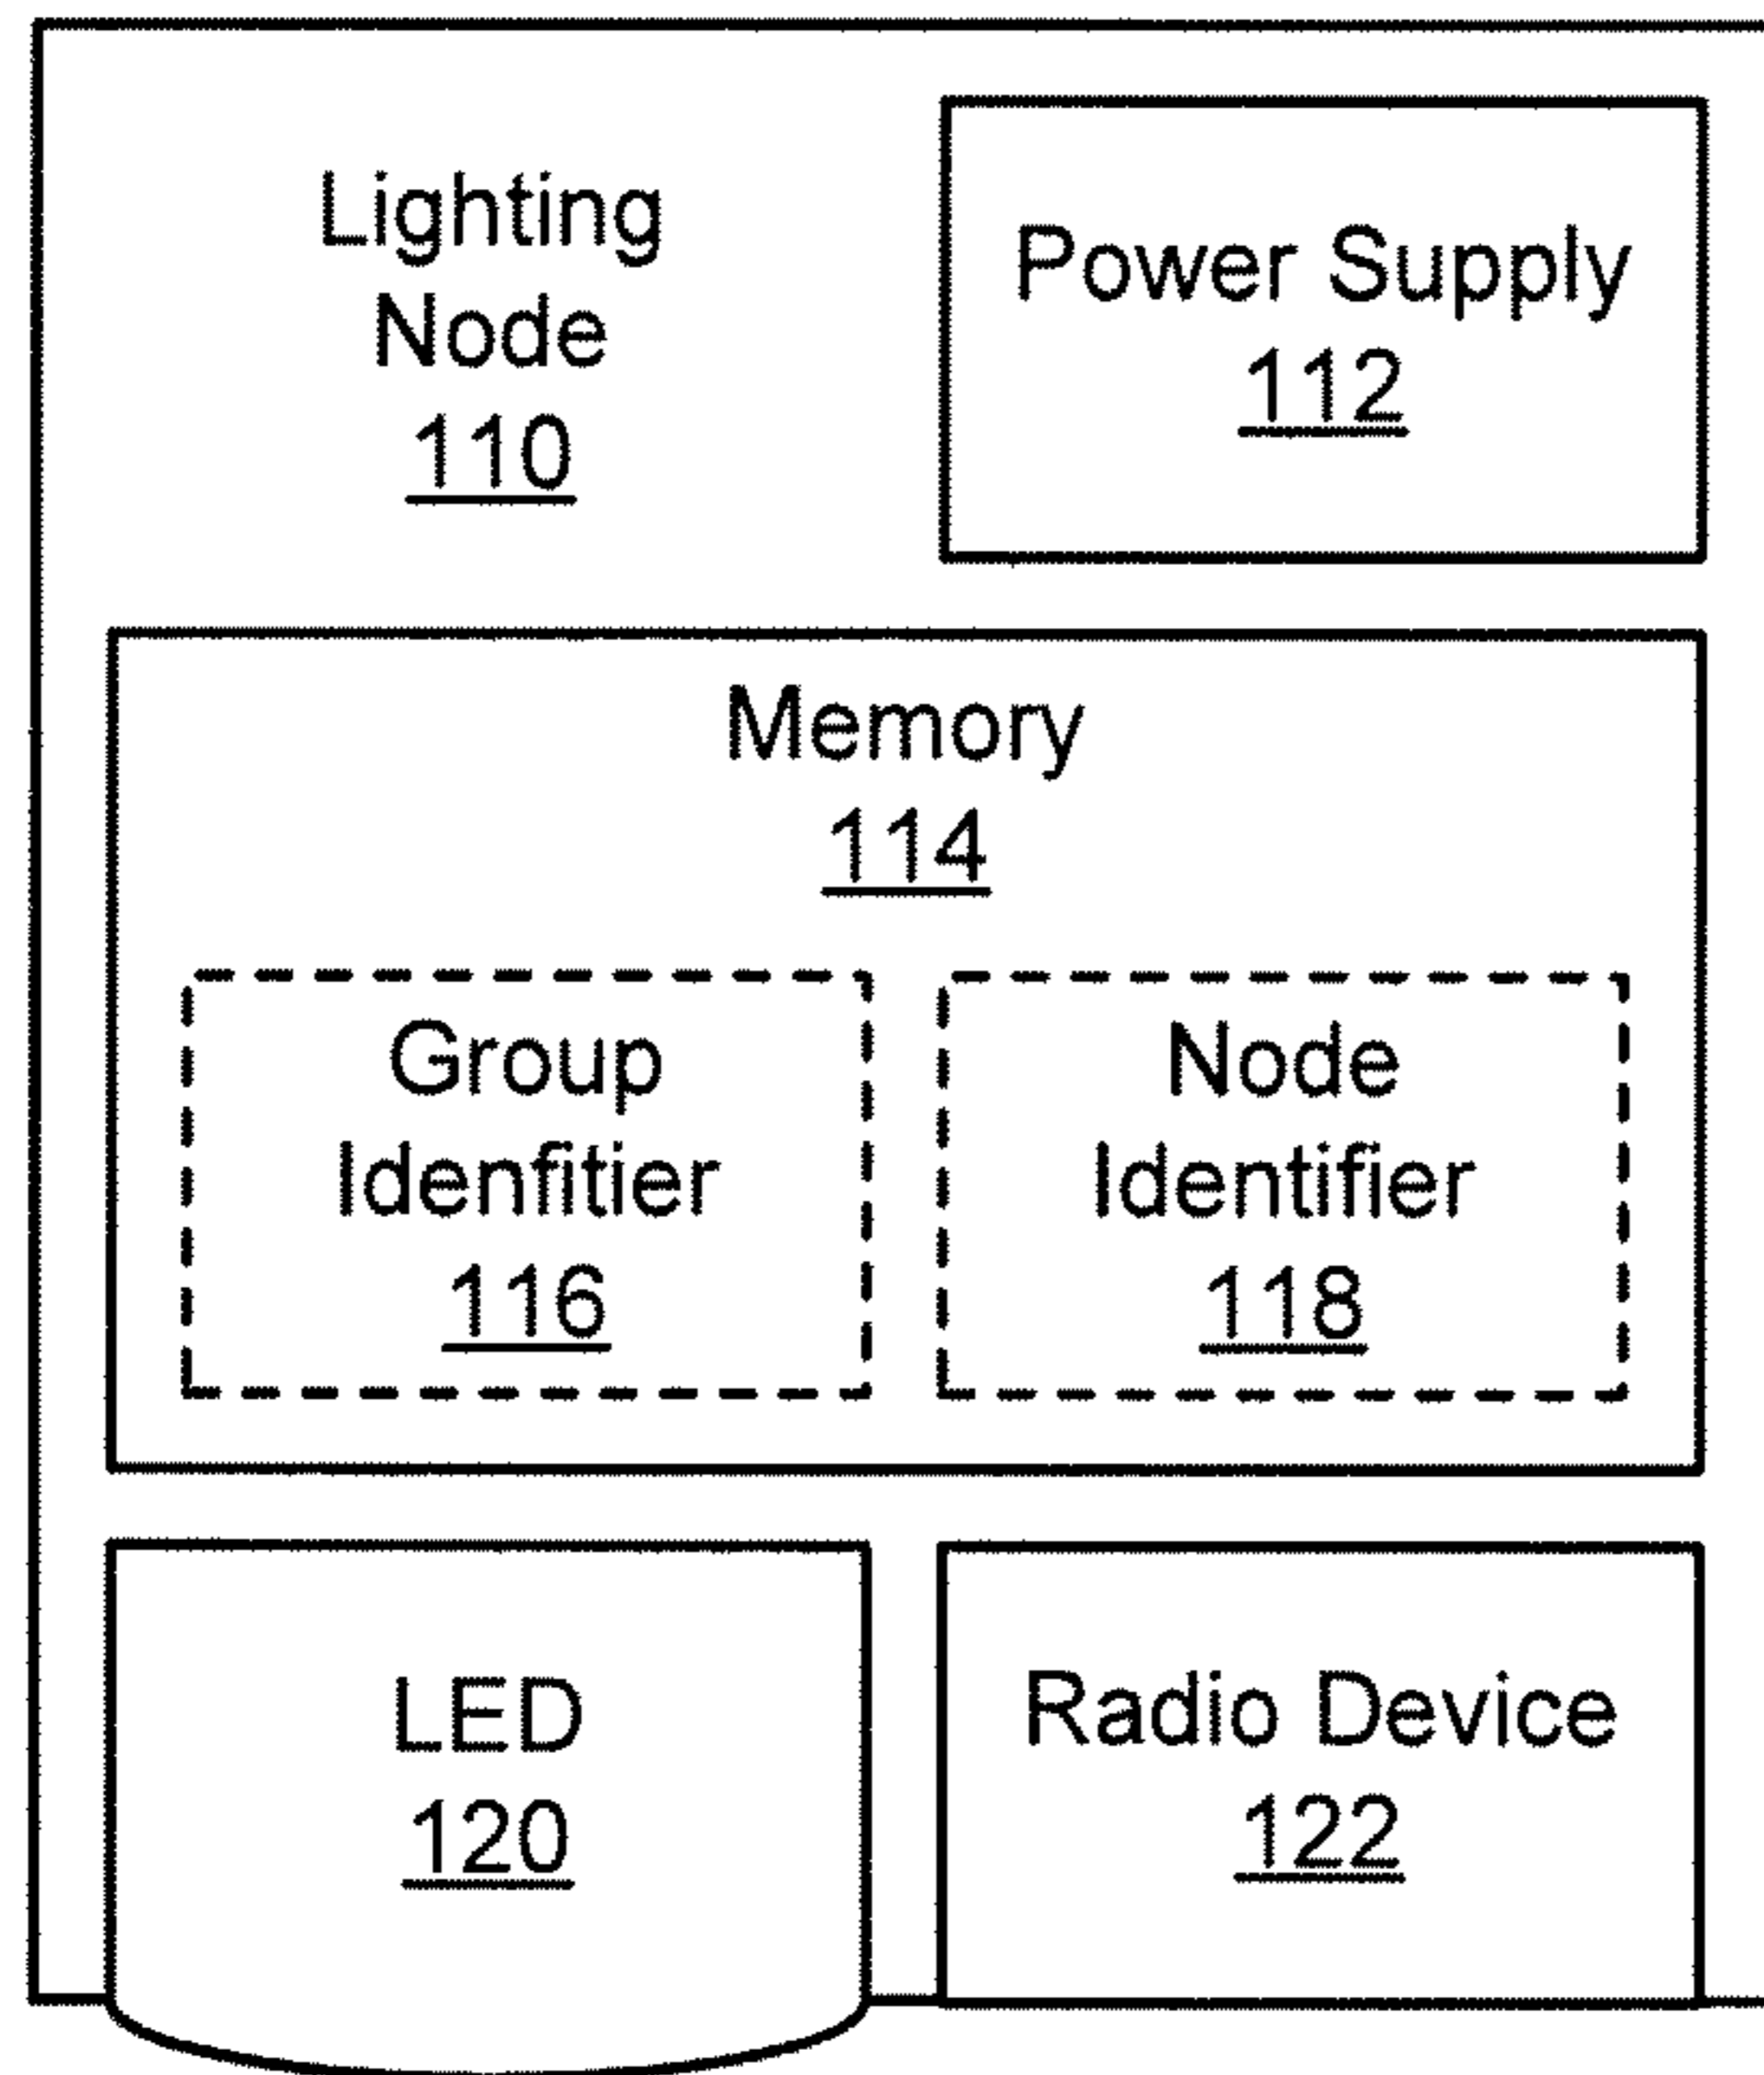 Lighting
Node
110
Power Supply
112
Memory
114
Group
Idenfitier
116
Node
Identifier
118
LED
120
Radio Device
122